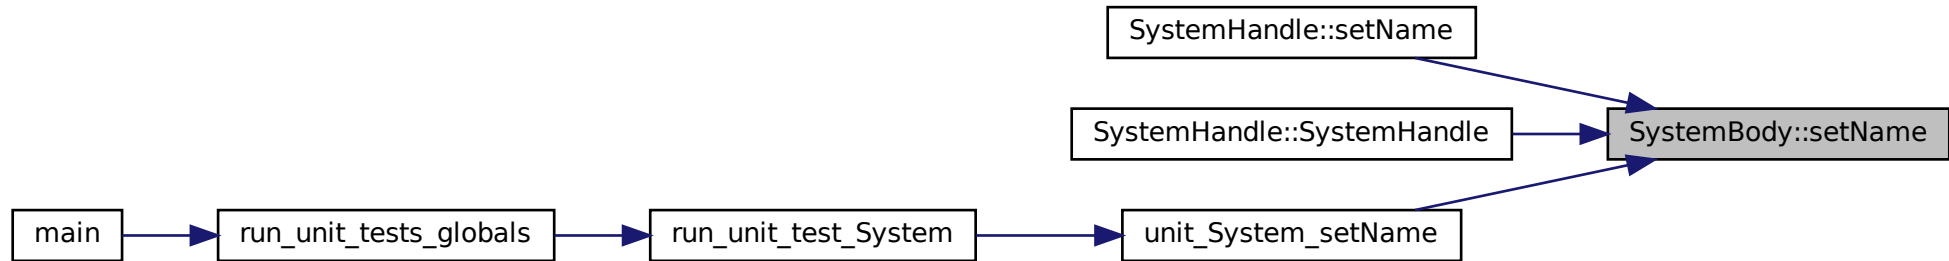 SystemHandle::setName
SystemHandle::SystemHandle
SystemBody::setName
main
run_unit_tests_globals
run_unit_test_System
unit_System_setName